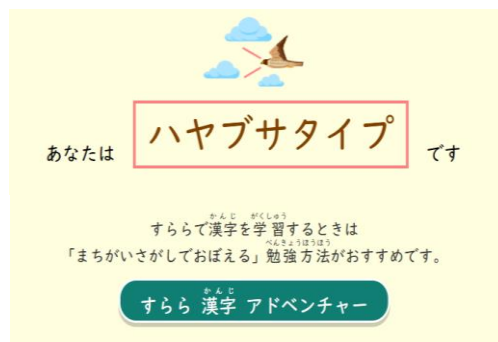 あなたは ハヤブサタイプ です
すららで漢字を学習するときは
「まちがいさがしでおぼえる」勉強方法がおすすめです。
すらら 漢字 アドベンチャー